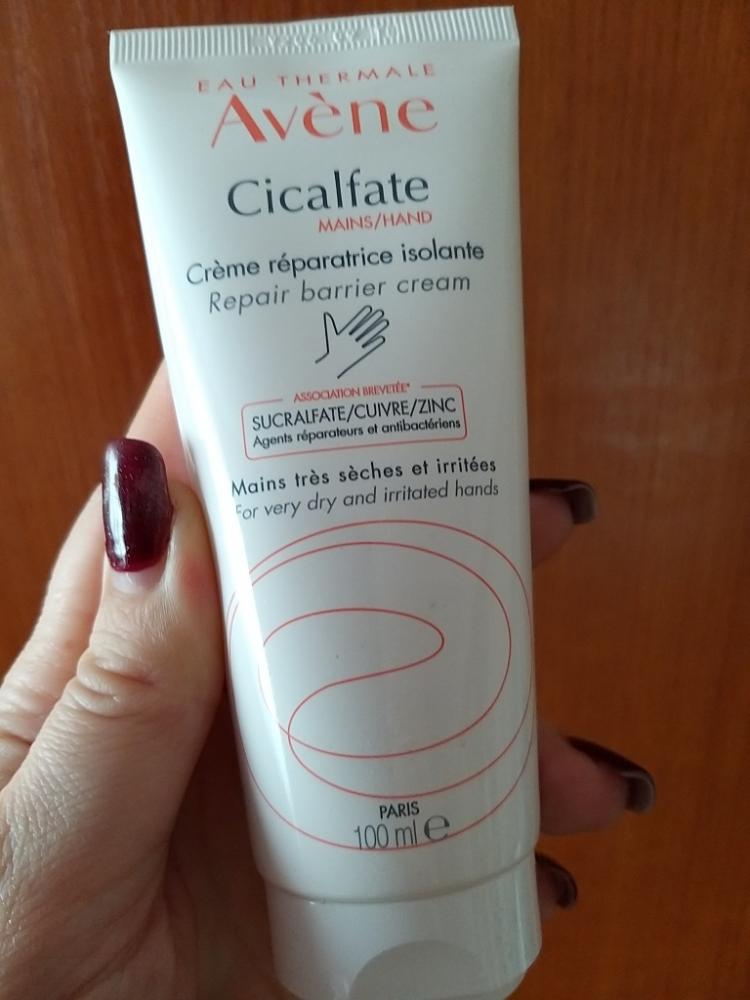 EAU THERMALE
Avène
Cicalfate
MAINS/HAND
Crème réparatrice isolante
Repair barrier cream
ASSOCIATION BREVETÉE*
SUCRALFATE/CUIVRE/ZINC
Agents réparateurs et antibactériens
Mains très sèches et irritées
For very dry and irritated hands
PARIS
100 ml e